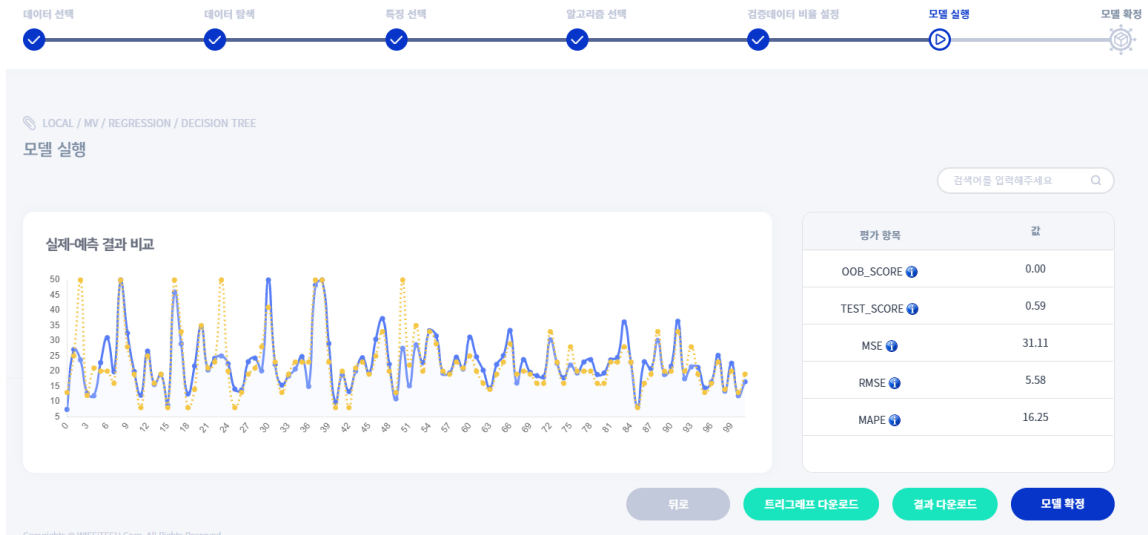 데이터 선택 데이터 탐색 특징 선택 알고리즘 선택 검증데이터 비율 설정 모델 실행 모델 확정
LOCAL / MV / REGRESSION / DECISION TREE
모델 실행
검색어를 입력해주세요
실제-예측 결과 비교
50
45
40
35
30
25
20
15
10
5
0 3 6 9 12 15 18 21 24 27 30 33 36 39 42 45 48 51 54 57 60 63 66 69 72 75 78 81 84 87 90 93 96 99
평가 항목 값
OOB_SCORE 0.00
TEST_SCORE 0.59
MSE 31.11
RMSE 5.58
MAPE 16.25
뒤로 트리그래프 다운로드 결과 다운로드 모델 확정